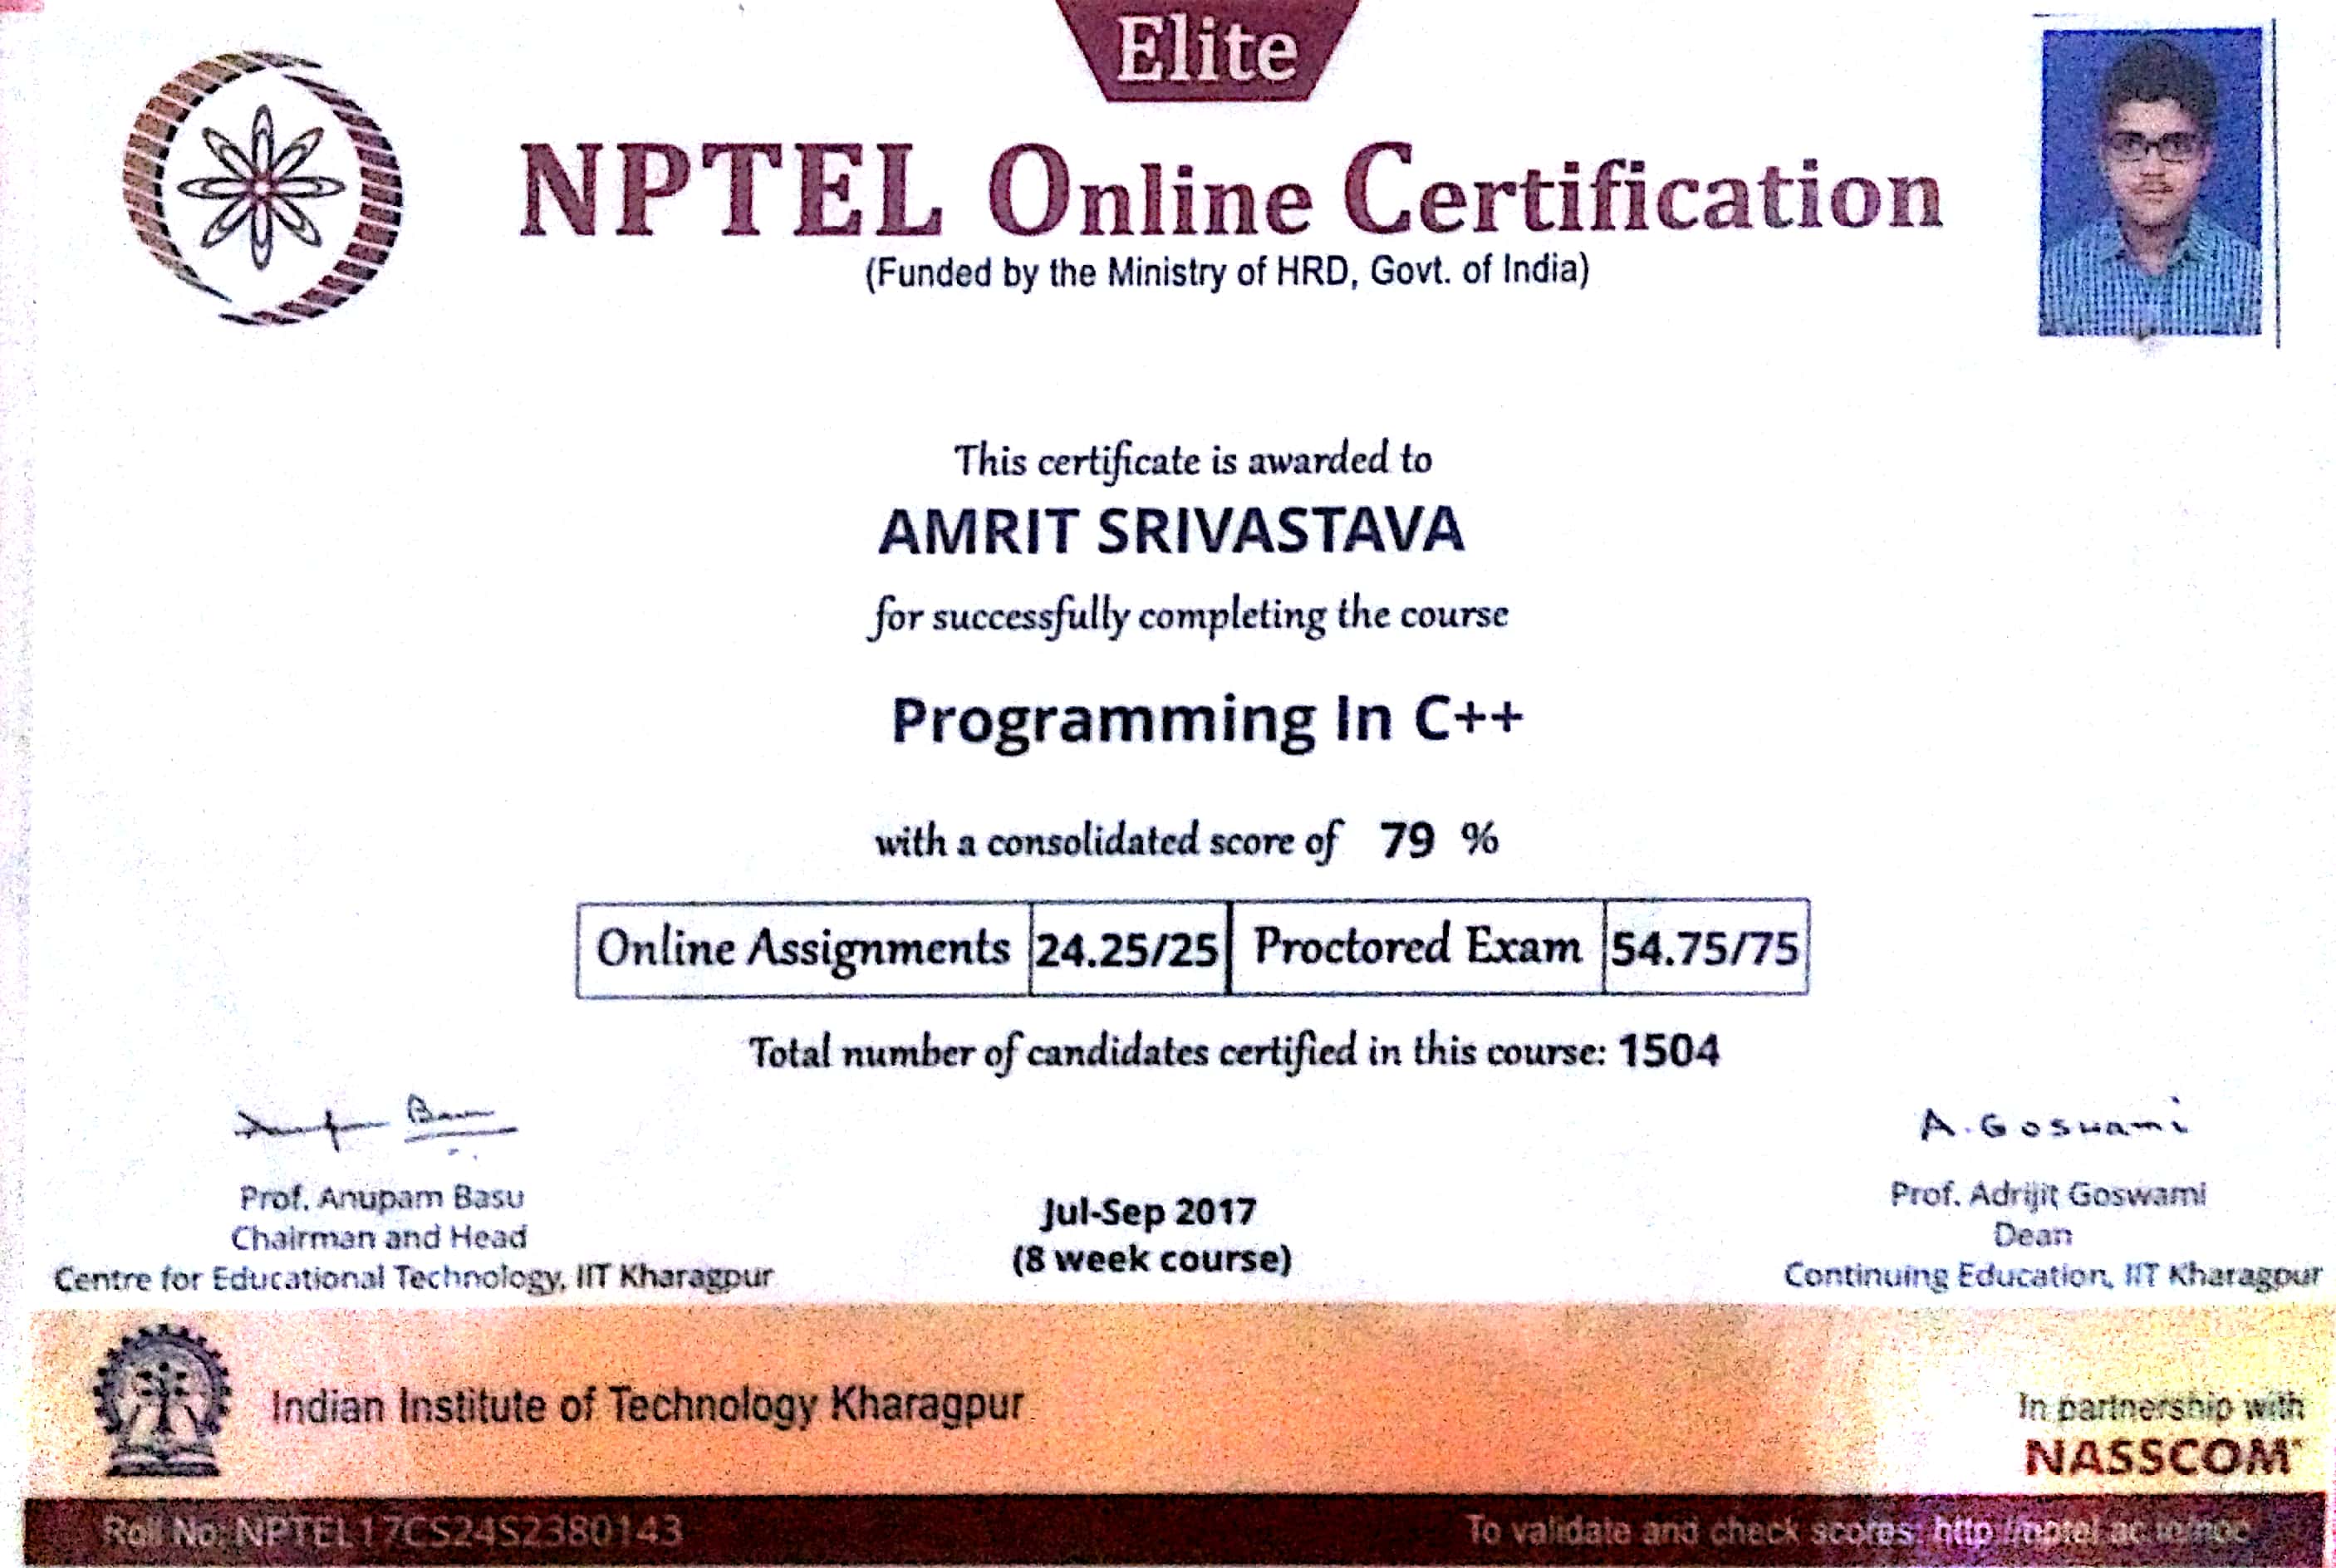 Elite
NPTEL Online Certification
(Funded by the Ministry of HRD, Govt. of India)
This certificate is awarded to
AMRIT SRIVASTAVA
for successfully completing the course
Programming In C++
with a consolidated score of 79 %
Online Assignments 24.25/25 Proctored Exam 54.75/75
Total number of candidates certified in this course: 1504
Basu
A. Goswami
Prof. Anupam Basu
Chairman and Head
Centre for Educational Technology, IIT Kharagpur
Jul-Sep 2017
(8 week course)
Prof. Adrijit Goswami
Dean
Continuing Education, IIT Kharagpur
Indian Institute of Technology Kharagpur
In partnership with
NASSCOM
Roll No: NPTEL17CS24S2380143
To validate and check scores: http://nptel.ac.in/noc